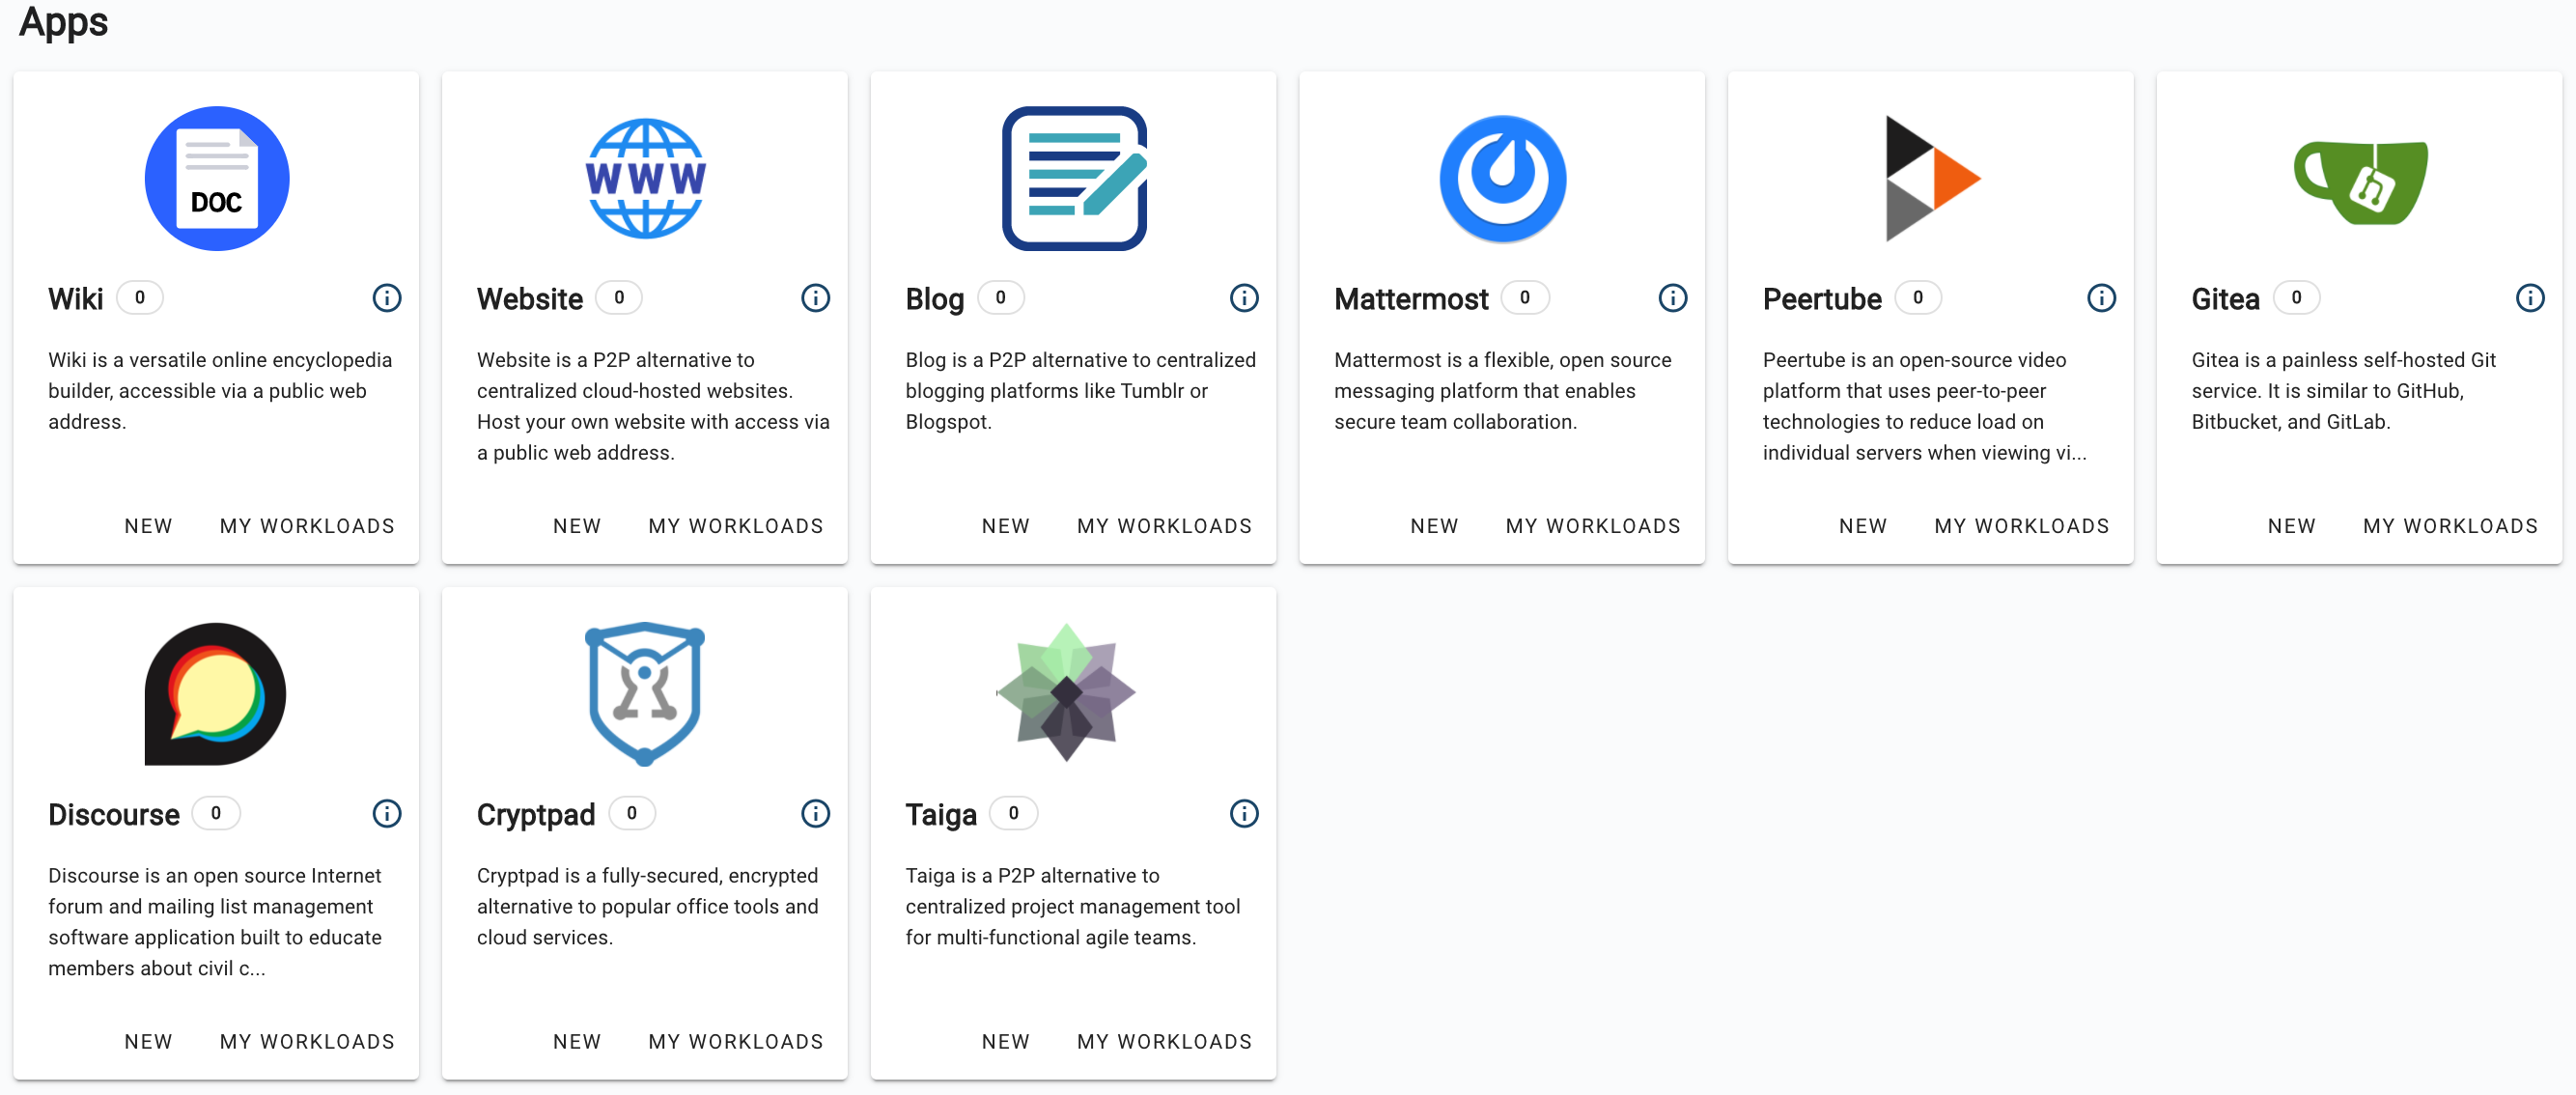 Apps
DOC
Wiki 0
Wiki is a versatile online encyclopedia
builder, accessible via a public web
address.
NEW MY WORKLOADS
WWW
Website 0
Website is a P2P alternative to
centralized cloud-hosted websites.
Host your own website with access via
a public web address.
NEW MY WORKLOADS
Blog 0
Blog is a P2P alternative to centralized
blogging platforms like Tumblr or
Blogspot.
NEW MY WORKLOADS
Mattermost 0
Mattermost is a flexible, open source
messaging platform that enables
secure team collaboration.
NEW MY WORKLOADS
Peertube 0
Peertube is an open-source video
platform that uses peer-to-peer
technologies to reduce load on
individual servers when viewing vi...
NEW MY WORKLOADS
Gitea 0
Gitea is a painless self-hosted Git
service. It is similar to GitHub,
Bitbucket, and GitLab.
NEW MY WORKLOADS
Discourse 0
Discourse is an open source Internet
forum and mailing list management
software application built to educate
members about civil c...
NEW MY WORKLOADS
Cryptpad 0
Cryptpad is a fully-secured, encrypted
alternative to popular office tools and
cloud services.
NEW MY WORKLOADS
Taiga 0
Taiga is a P2P alternative to
centralized project management tool
for multi-functional agile teams.
NEW MY WORKLOADS